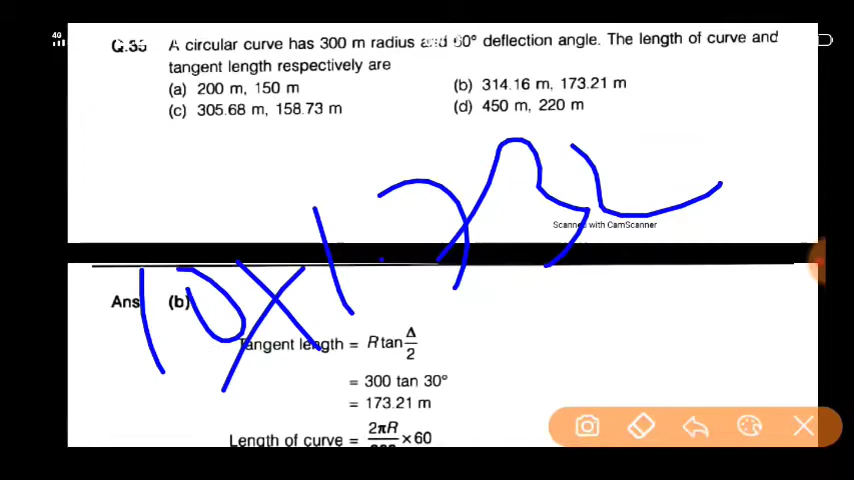 4G
Q.35 A circular curve has 300 m radius and 60° deflection angle. The length of curve and
tangent length respectively are
(a) 200 m, 150 m (b) 314.16 m, 173.21 m
(c) 305.68 m, 158.73 m (d) 450 m, 220 m
Scanned with CamScanner
Ans (b)
Tangent length = R tan Δ/2
= 300 tan 30°
= 173.21 m
Length of curve = 2πR × 60